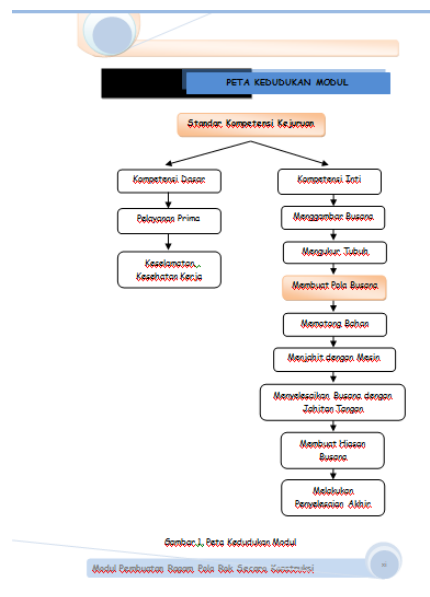 PETA KEDUDUKAN MODUL
Standar Kompetensi Kejuruan
Kompetensi Dasar
Pelayanan Prima
Keselamatan,
Kesehatan Kerja
Kompetensi Inti
Menggambar Busana
Mengukur Tubuh
Membuat Pola Busana
Memotong Bahan
Menjahit dengan Mesin
Menyelesaikan Busana dengan
Jahitan Tangan
Membuat Hiasan
Busana
Melakukan
Penyelesaian Akhir
Gambar 1. Peta Kedudukan Modul
Modul Pembuatan Pola Rok Secara Konstruksi